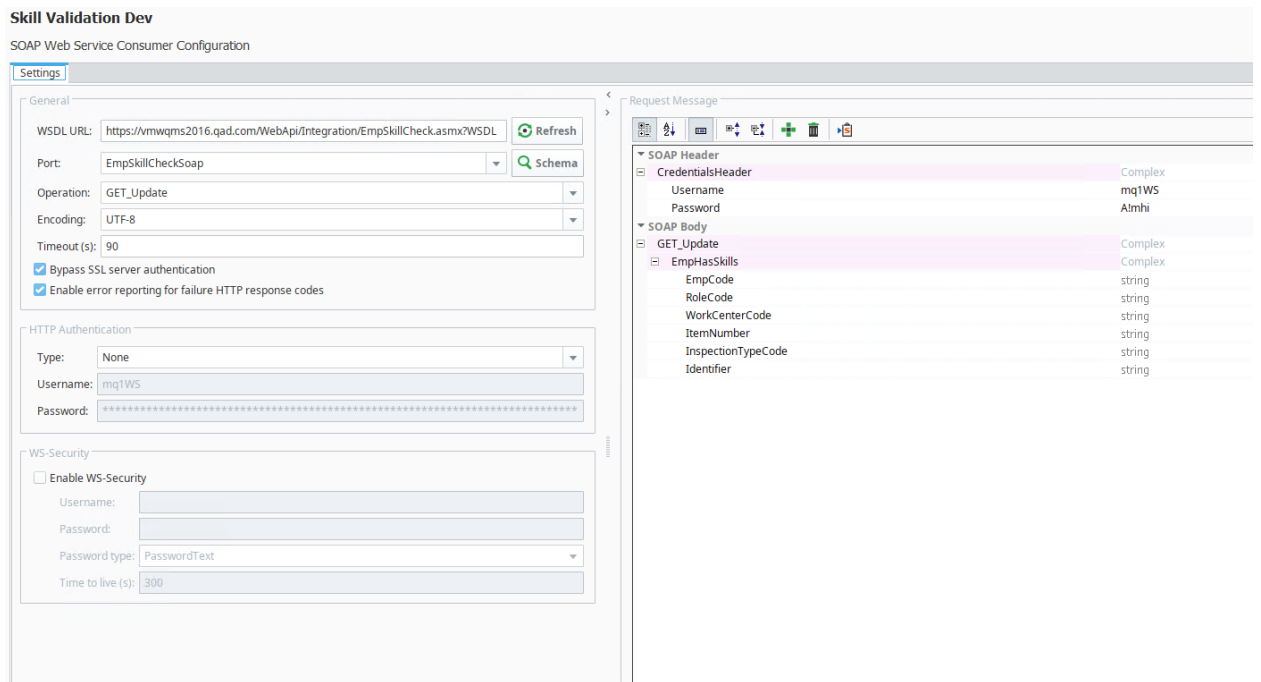 Skill Validation Dev
SOAP Web Service Consumer Configuration
Settings
General
WSDL URL: https://vmwqms2016.qad.com/WebApi/Integration/EmpSkillCheck.asmx?WSDL Refresh
Port: EmpSkillCheckSoap Schema
Operation: GET_Update
Encoding: UTF-8
Timeout (s): 90
Bypass SSL server authentication
Enable error reporting for failure HTTP response codes
HTTP Authentication
Type: None
Username: mq1WS
Password: ****************************************************************************
WS-Security
Enable WS-Security
Username:
Password:
Password type: PasswordText
Time to live (s): 300
Request Message
SOAP Header
CredentialsHeader Complex
Username mq1WS
Password A!mhi
SOAP Body
GET_Update Complex
EmpHasSkills Complex
EmpCode string
RoleCode string
WorkCenterCode string
ItemNumber string
InspectionTypeCode string
Identifier string